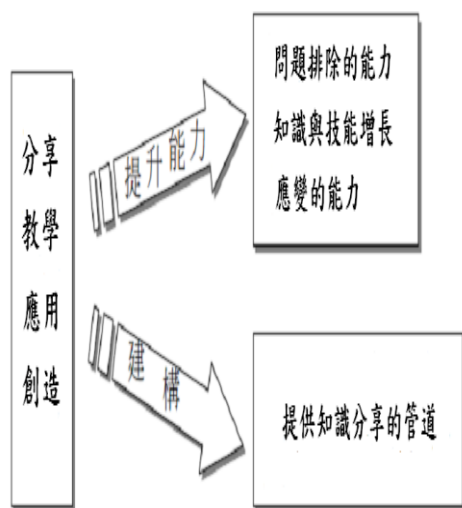 分享
教學
應用
創造
提升能力
問題排除的能力
知識與技能增長
應變的能力
建構
提供知識分享的管道